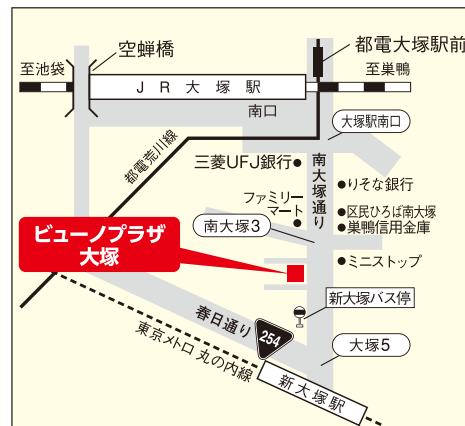 空蝉橋
都電大塚駅前
至池袋
至巣鴨
JR大塚駅
南口
大塚駅南口
都電荒川線
三菱UFJ銀行
南大塚通り
りそな銀行
ファミリー
マート
区民ひろば南大塚
南大塚3
巣鴨信用金庫
ビューノプラザ
大塚
ミニストップ
新大塚バス停
春日通り
254
大塚5
東京メトロ 丸の内線
新大塚駅